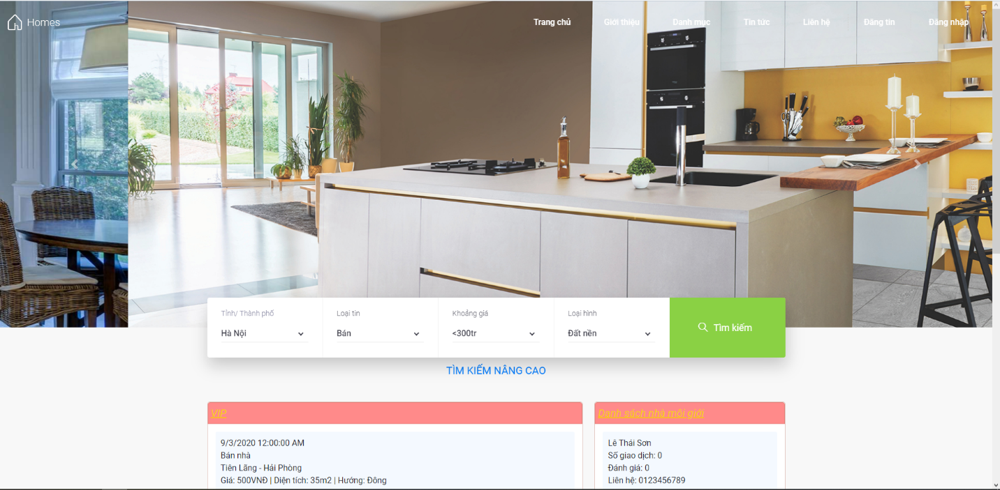 Homes
Trang chủ
Giới thiệu
Danh mục
Tin tức
Liên hệ
Đăng tin
Đăng nhập
Tỉnh/ Thành phố
Loại tin
Khoảng giá
Loại hình
Hà Nội
Bán
<300tr
Đất nền
Tìm kiếm
TÌM KIẾM NÂNG CAO
VIP
9/3/2020 12:00:00 AM
Bán nhà
Tiên Lãng - Hải Phòng
Giá: 500VNĐ | Diện tích: 35m2 | Hướng: Đông
Danh sách nhà môi giới
Lê Thái Sơn
Số giao dịch: 0
Đánh giá: 0
Liên hệ: 0123456789